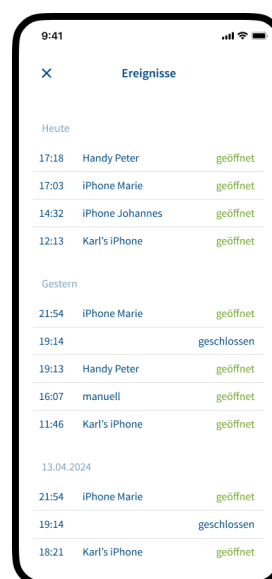 9:41
Ereignisse
Heute
17:18 Handy Peter geöffnet
17:03 iPhone Marie geöffnet
14:32 iPhone Johannes geöffnet
12:13 Karl's iPhone geöffnet
Gestern
21:54 iPhone Marie geöffnet
19:14 geschlossen
19:13 Handy Peter geöffnet
16:07 manuell geöffnet
11:46 Karl's iPhone geöffnet
13.04.2024
21:54 iPhone Marie geöffnet
19:14 geschlossen
18:21 Karl's iPhone geöffnet